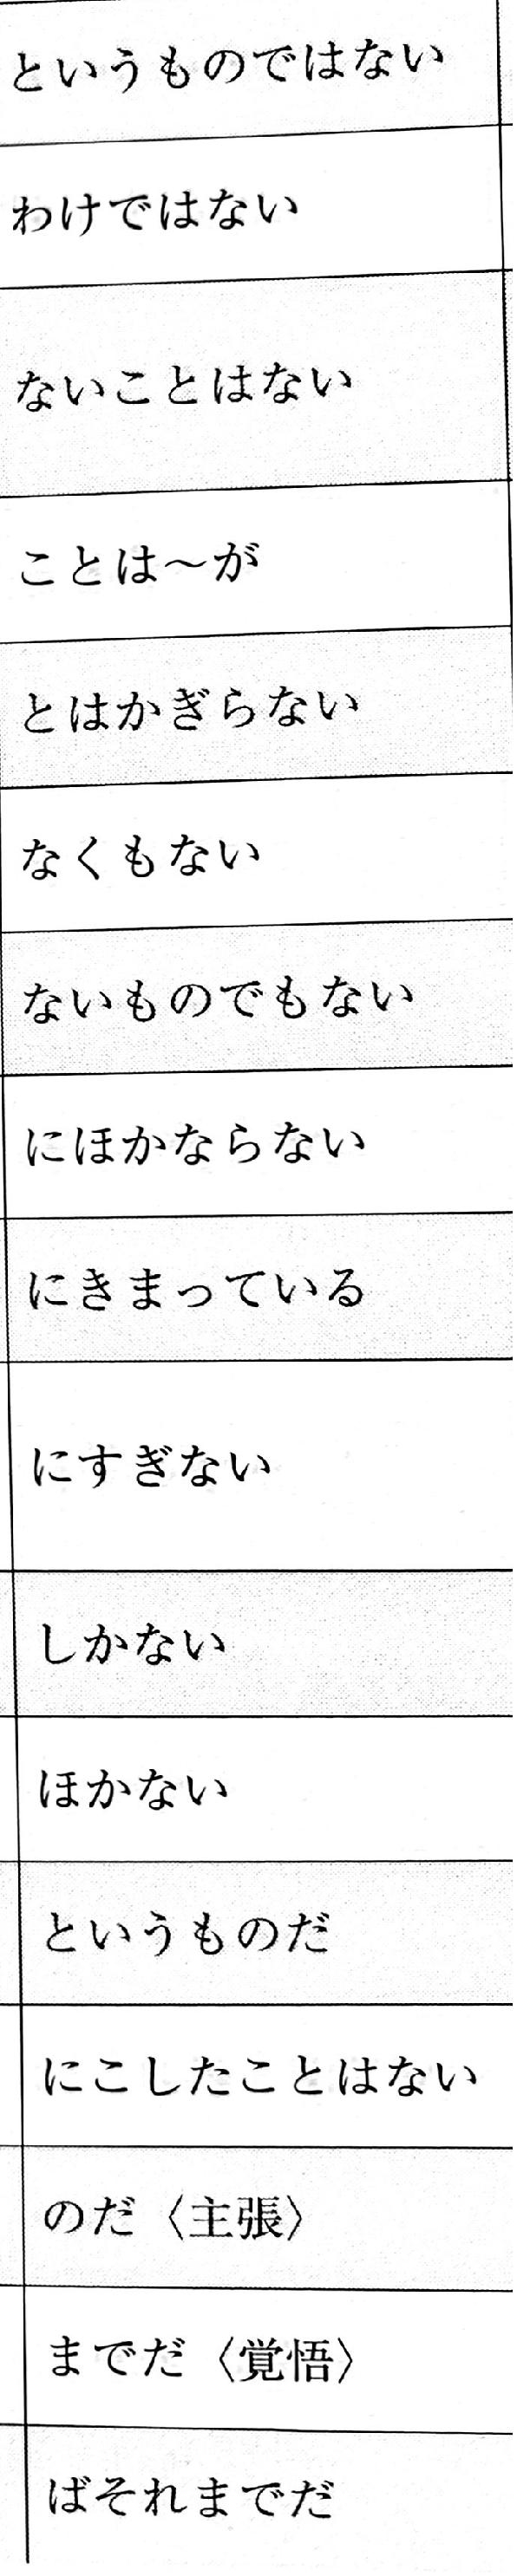 というものではない
わけではない
ないことはない
ことは～が
とはかぎらない
なくもない
ないものでもない
にほかならない
にきまっている
にすぎない
しかない
ほかない
というものだ
にこしたことはない
のだ〈主張〉
までだ〈覚悟〉
ばそれまでだ